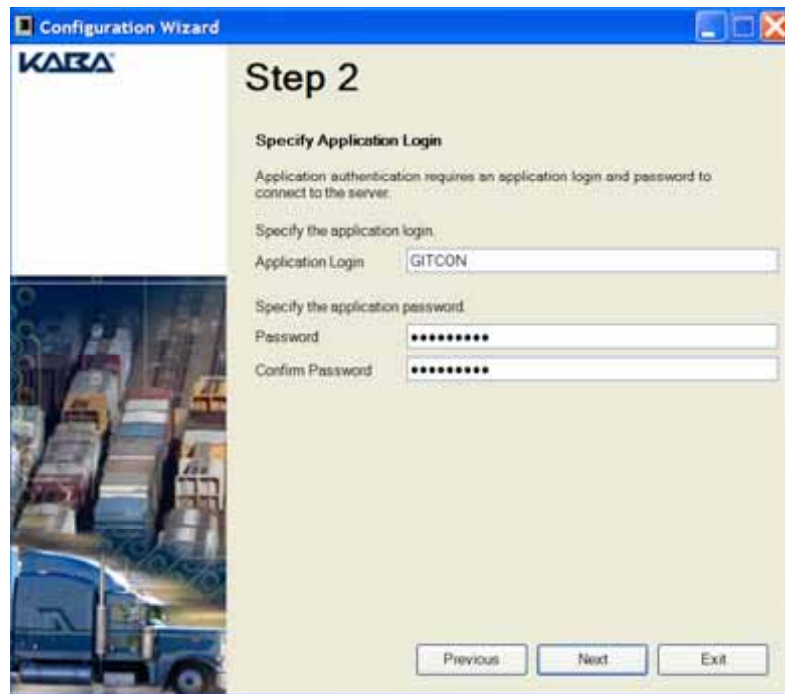 Configuration Wizard
KABA
Step 2
Specify Application Login
Application authentication requires an application login and password to
connect to the server.
Specify the application login.
Application Login GITCON
Specify the application password
Password •••••••••
Confirm Password •••••••••
Previous Next Exit